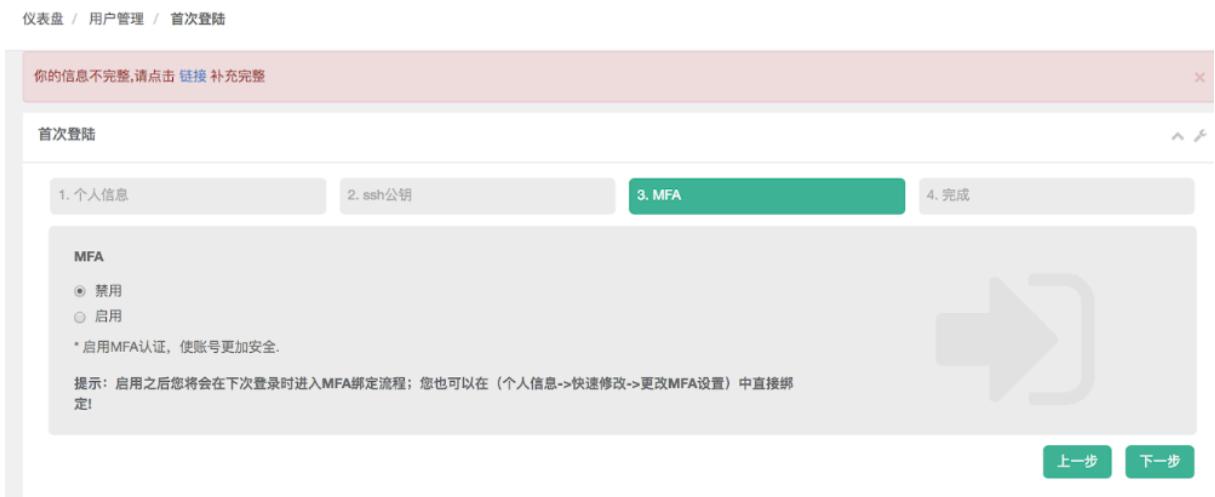 仪表盘 / 用户管理 / 首次登陆
你的信息不完整,请点击 链接 补充完整 ×
首次登陆
1. 个人信息
2. ssh公钥
3. MFA
4. 完成
MFA
禁用
启用
* 启用MFA认证，使账号更加安全.
提示：启用之后您将会在下次登录时进入MFA绑定流程；您也可以在（个人信息->快速修改->更改MFA设置）中直接绑
定!
上一步
下一步